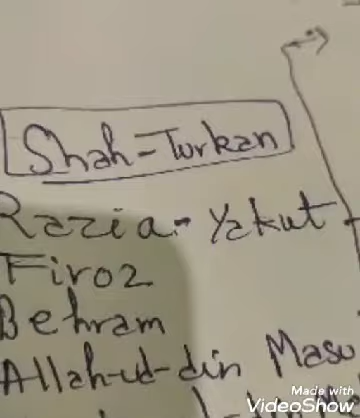 Shah-Turkan
Razia - Yakut
Firoz
Behram
Allah-ud-din Masu
Made with
VideoShow